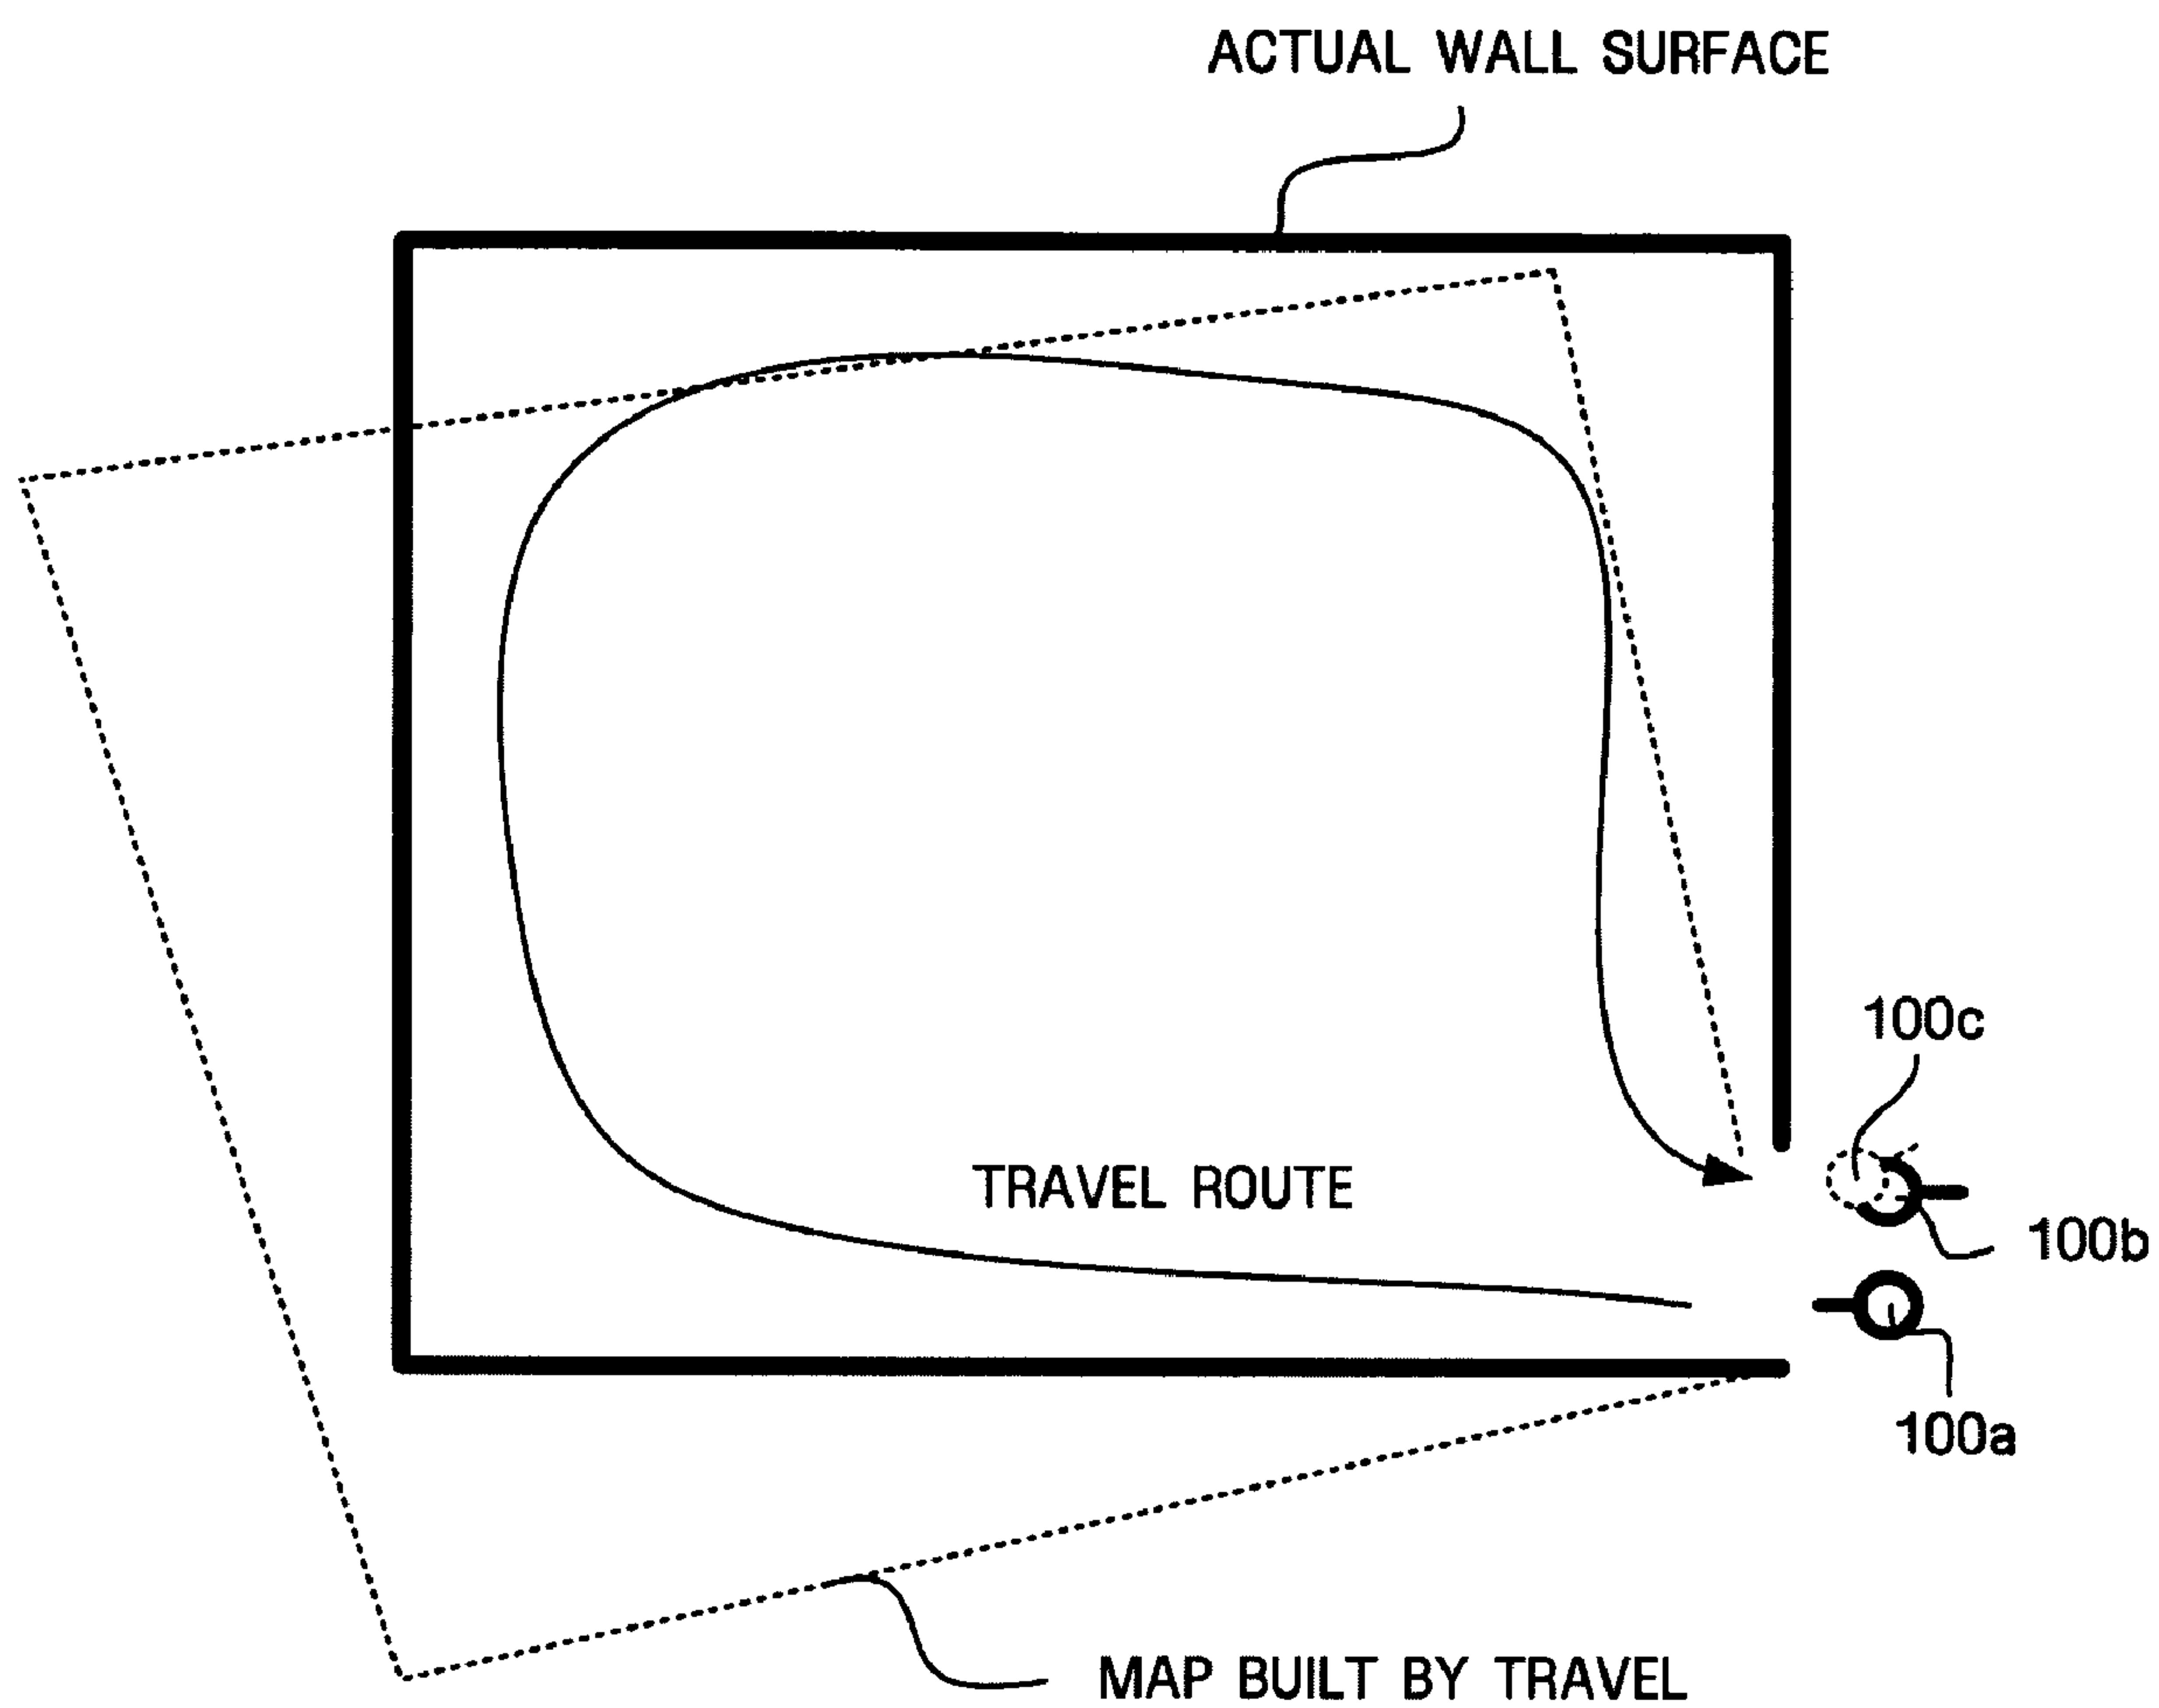 ACTUAL WALL SURFACE
100c
TRAVEL ROUTE
100b
100a
MAP BUILT BY TRAVEL